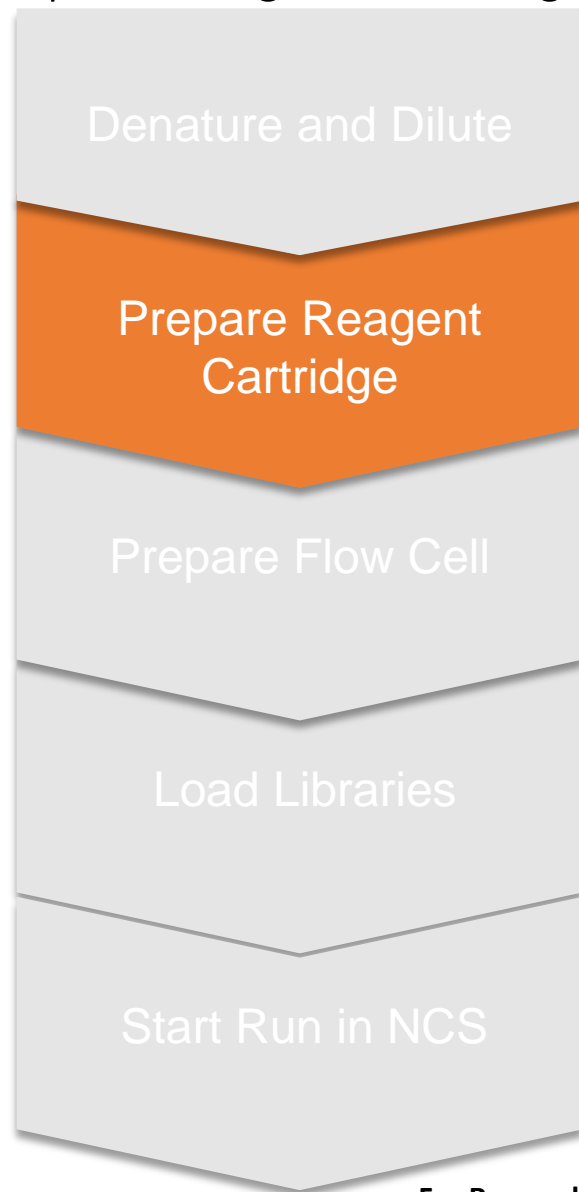 Denature and Dilute
Prepare Reagent
Cartridge
Prepare Flow Cell
Load Libraries
Start Run in NCS